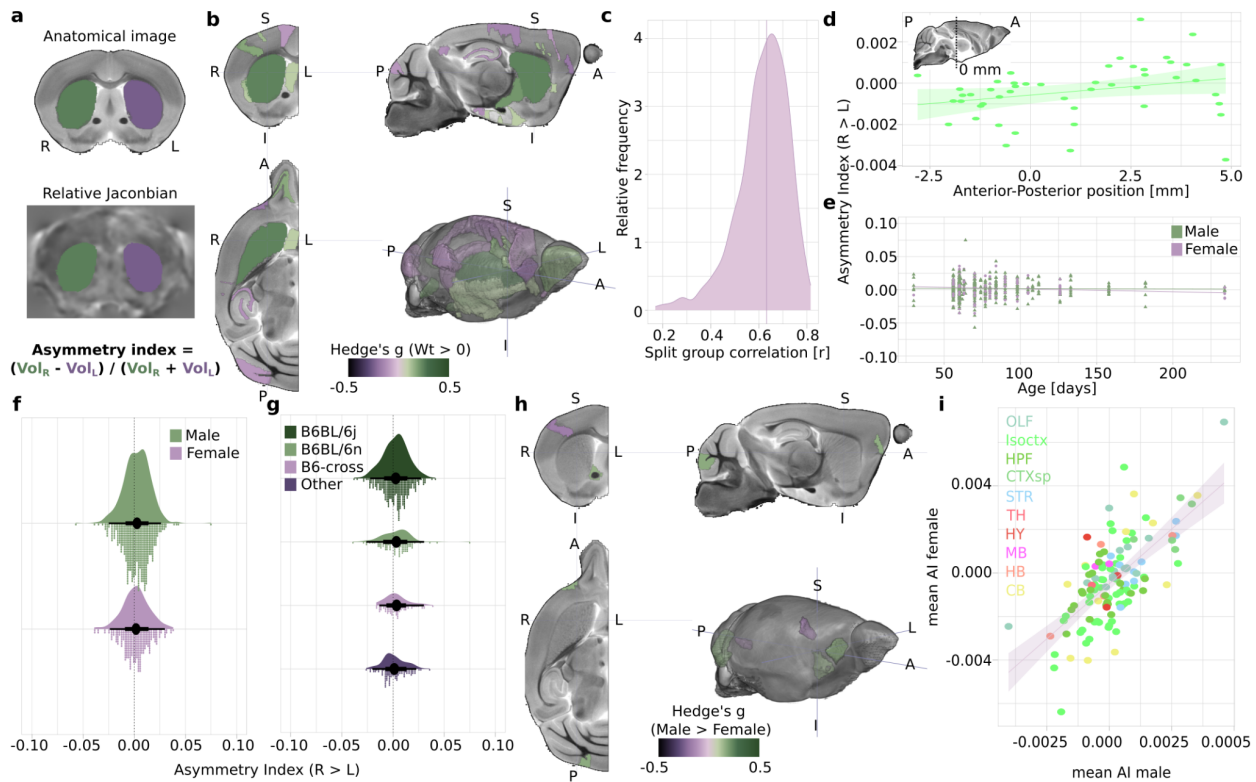 a
Anatomical image
R
L
Relative Jaconbian
Asymmetry index =
(VolR - VolL) / (VolR + VolL)
b
S
R
L
I
P
A
I
A
R
L
P
S
P
L
A
I
Hedge's g (Wt > 0)
-0.5
0.5
c
Relative frequency
4
3
2
1
0
0.2
0.4
0.6
0.8
Split group correlation [r]
d
P
A
0 mm
Asymmetry Index (R > L)
0.002
0.000
-0.002
-0.004
-2.5
0.0
2.5
5.0
Anterior-Posterior position [mm]
e
0.10
0.05
0.00
-0.05
-0.10
Male
Female
50
100
150
200
Age [days]
f
Male
Female
-0.10
-0.05
0.00
0.05
0.10
g
B6BL/6j
B6BL/6n
B6-cross
Other
-0.10
-0.05
0.00
0.05
0.10
Asymmetry Index (R > L)
h
S
R
L
I
P
A
I
A
R
P
S
P
L
A
I
Hedge's g
(Male > Female)
-0.5
0.5
i
OLF
Isoctx
HPF
CTXsp
STR
TH
HY
MB
HB
CB
mean AI female
0.004
0.000
-0.004
-0.0025
0.000
0.0025
0.005
mean AI male